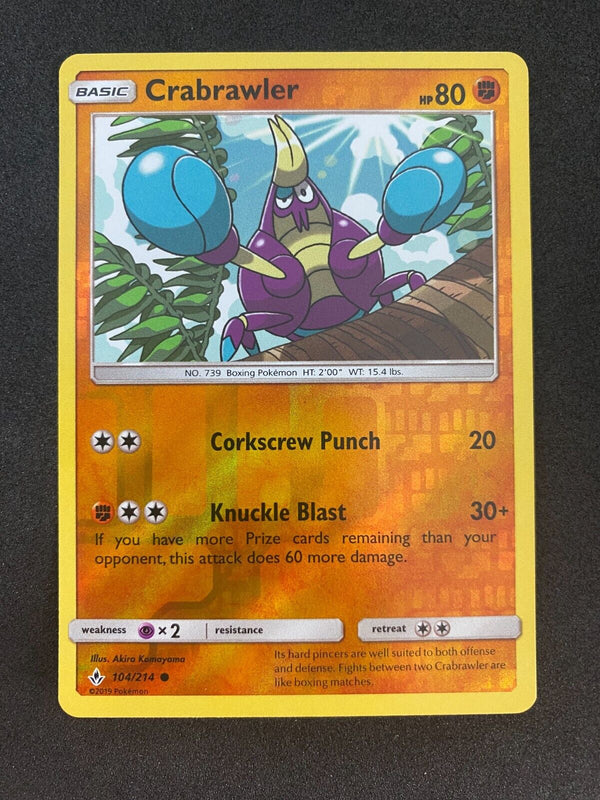 BASIC Crabrawler HP 80
NO. 739 Boxing Pokémon HT: 2'00" WT: 15.4 lbs.
Corkscrew Punch 20
Knuckle Blast 30+
If you have more Prize cards remaining than your
opponent, this attack does 60 more damage.
weakness ×2 resistance retreat
Illus. Akira Komayama
104/214
©2019 Pokémon
Its hard pincers are well suited to both offense
and defense. Fights between two Crabrawler are
like boxing matches.